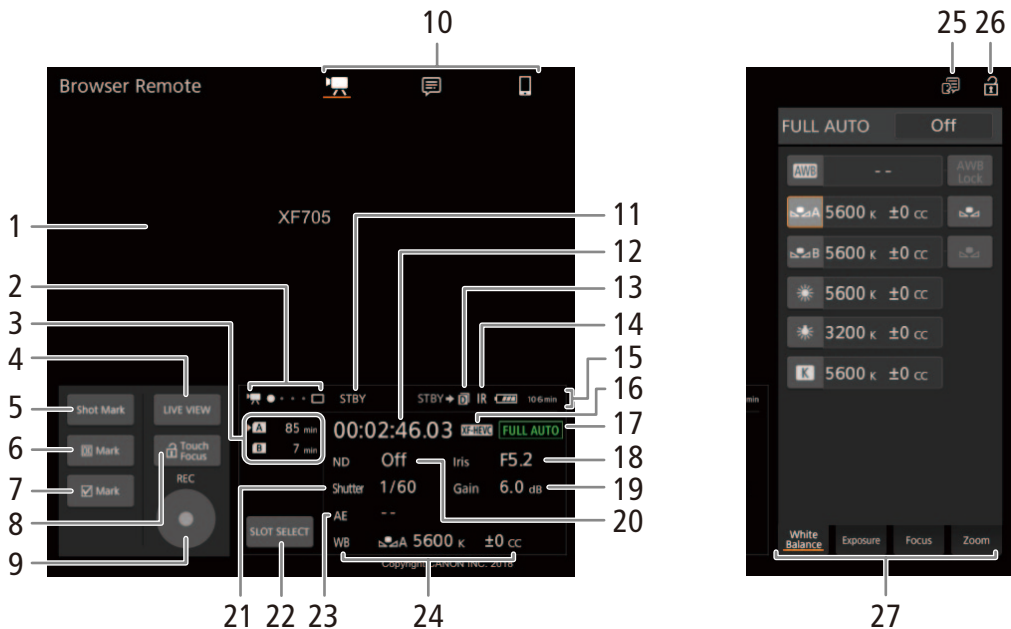 10
25 26
Browser Remote
FULL AUTO Off
AWB -- AWB Lock
XF705
1
2
3
4
5
6
7
8
9
11
12
13
14
15
16
17
18
19
20
A 5600 K ±0 CC
B 5600 K ±0 CC
5600 K ±0 CC
3200 K ±0 CC
K 5600 K ±0 CC
STBY STBY IR 106 min
min
Shot Mark LIVE VIEW
A 85 min
B 7 min
00:02:46.03 XF-HEVC FULL AUTO
Mark Touch Focus
ND Off Iris F5.2
REC
Mark
Shutter 1/60 Gain 6.0 dB
AE --
SLOT SELECT
WB A 5600 K ±0 CC
Copyright CANON INC. 2018
White Balance Exposure Focus Zoom
21 22 23 24
27